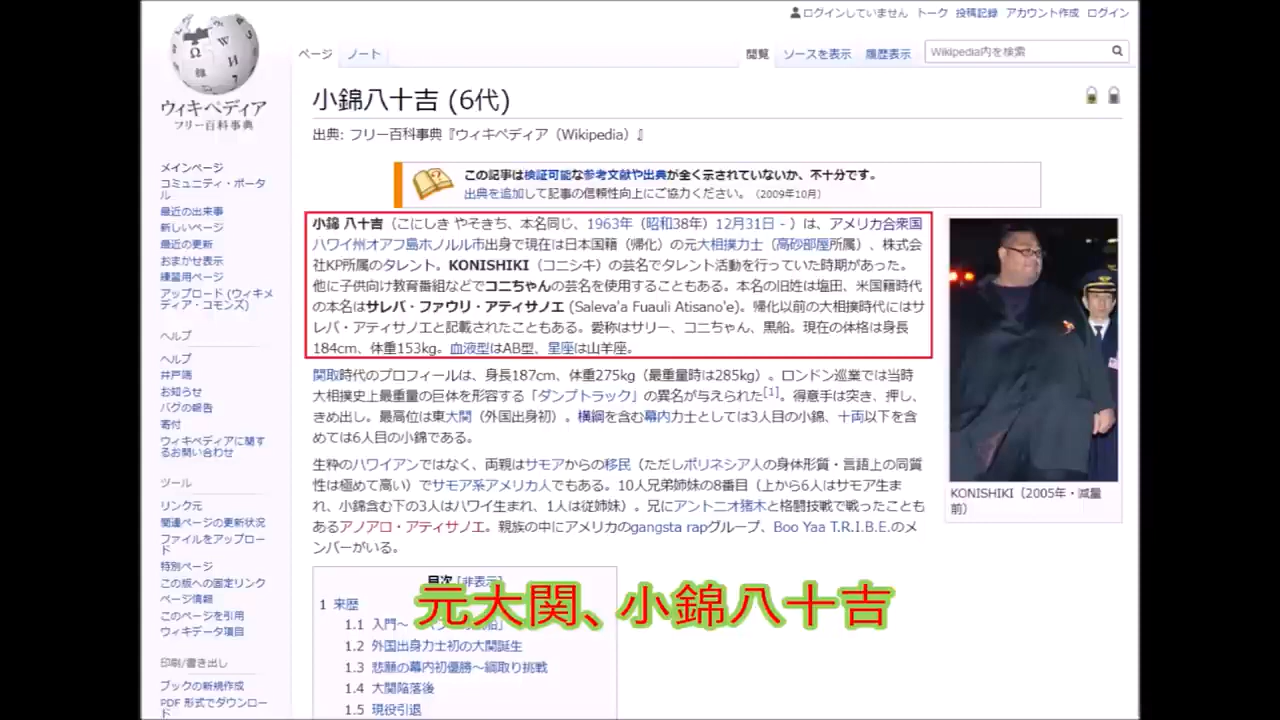 ログインしていません トーク 投稿記録 アカウント作成 ログイン
ページ ノート 閲覧 ソースを表示 履歴表示 Wikipedia内を検索
ウィキペディア
フリー百科事典
メインページ
コミュニティ・ポータル
最近の出来事
新しいページ
最近の更新
おまかせ表示
練習用ページ
アップロード (ウィキメディア・コモンズ)
ヘルプ
ヘルプ
井戸端
お知らせ
バグの報告
寄付
ウィキペディアに関するお問い合わせ
ツール
リンク元
関連ページの更新状況
ファイルをアップロード
特別ページ
この版への固定リンク
ページ情報
このページを引用
ウィキデータ項目
印刷/書き出し
ブックの新規作成
PDF 形式でダウンロード
小錦八十吉 (6代)
出典: フリー百科事典『ウィキペディア（Wikipedia）』
この記事は検証可能な参考文献や出典が全く示されていないか、不十分です。
出典を追加して記事の信頼性向上にご協力ください。（2009年10月）
小錦 八十吉（こにしき やそきち、本名同じ、1963年（昭和38年）12月31日 - ）は、アメリカ合衆国
ハワイ州オアフ島ホノルル市出身で現在は日本国籍（帰化）の元大相撲力士（高砂部屋所属）、株式会
社KP所属のタレント。KONISHIKI（コニシキ）の芸名でタレント活動を行っていた時期があった。
他に子供向け教育番組などでコニちゃんの芸名を使用することもある。本名の旧姓は塩田、米国籍時代
の本名はサレバ・ファウリ・アティサノエ (Saleva'a Fuauli Atisano'e)。帰化以前の大相撲時代にはサ
レバ・アティサノエと記載されたこともある。愛称はサリー、コニちゃん、黒船。現在の体格は身長
184cm、体重153kg。血液型はAB型、星座は山羊座。
関取時代のプロフィールは、身長187cm、体重275kg（最重量時は285kg）。ロンドン巡業では当時
大相撲史上最重量の巨体を形容する「ダンプトラック」の異名が与えられた[1]。得意手は突き、押し、
きめ出し。最高位は東大関（外国出身初）。横綱を含む幕内力士としては3人目の小錦、十両以下を含
めては6人目の小錦である。
生粋のハワイアンではなく、両親はサモアからの移民（ただしポリネシア人の身体形質・言語上の同質
性は極めて高い）でサモア系アメリカ人でもある。10人兄弟姉妹の8番目（上から6人はサモア生ま
れ、小錦含む下の3人はハワイ生まれ、1人は従姉妹）。兄にアントニオ猪木と格闘技戦で戦ったことも
あるアノアロ・アティサノエ。親族の中にアメリカのgangsta rapグループ、Boo Yaa T.R.I.B.E.のメ
ンバーがいる。
KONISHIKI（2005年・減量前）
目次 [非表示]
1 来歴
1.1 入門～
1.2 外国出身力士初の大関誕生
1.3 悲願の幕内初優勝～綱取り挑戦
1.4 大関陥落後
1.5 現役引退
元大関、小錦八十吉